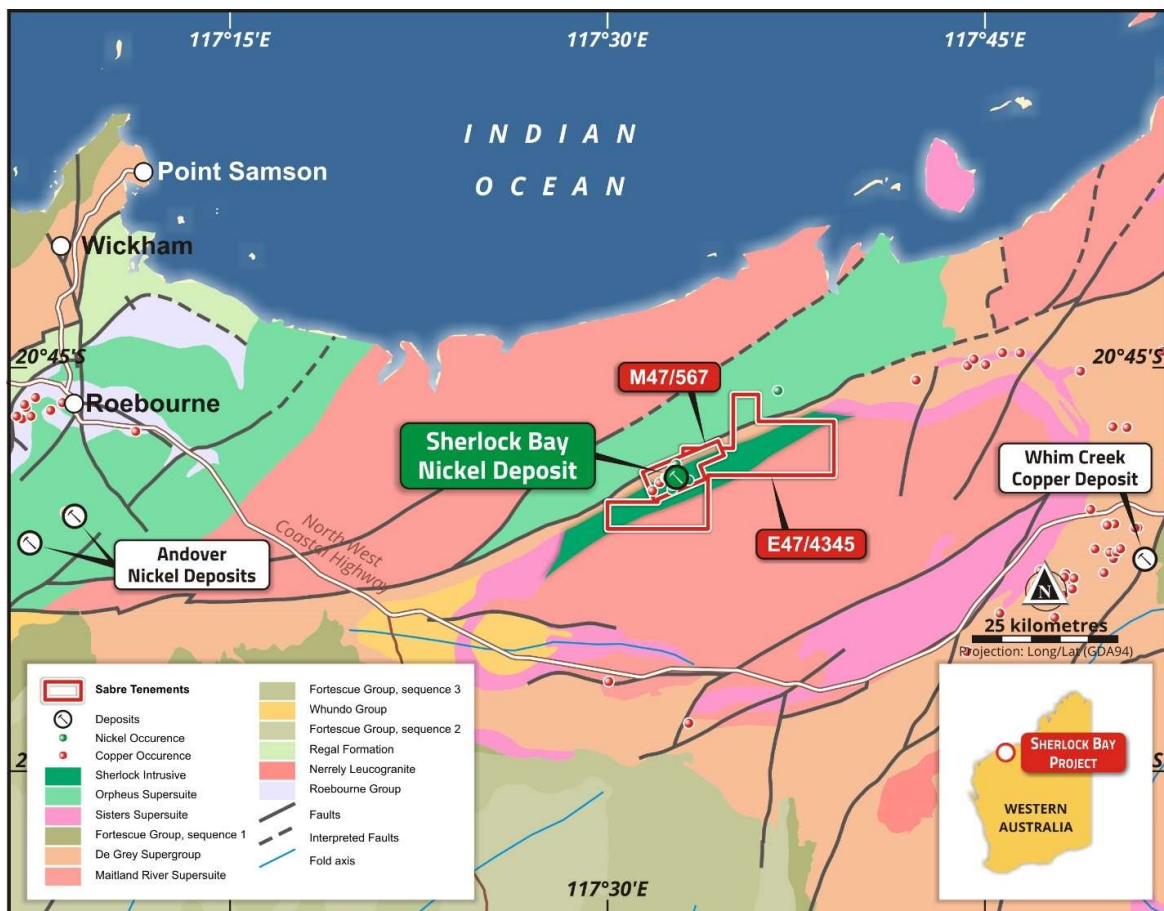 117°15'E
117°30'E
117°45'E
INDIAN
OCEAN
Point Samson
Wickham
20°45'S
20°45'S
Roebourne
M47/567
Sherlock Bay
Nickel Deposit
Whim Creek
Copper Deposit
E47/4345
Andover
Nickel Deposits
North West
Coastal Highway
N
25 kilometres
Projection: Long/Lat (GDA94)
Sabre Tenements
Deposits
Nickel Occurence
Copper Occurence
Sherlock Intrusive
Orpheus Supersuite
Sisters Supersuite
Fortescue Group, sequence 1
De Grey Supergroup
Maitland River Supersuite
Fortescue Group, sequence 3
Whundo Group
Fortescue Group, sequence 2
Regal Formation
Nerrely Leucogranite
Roebourne Group
Faults
Interpreted Faults
Fold axis
117°30'E
SHERLOCK BAY
PROJECT
WESTERN
AUSTRALIA